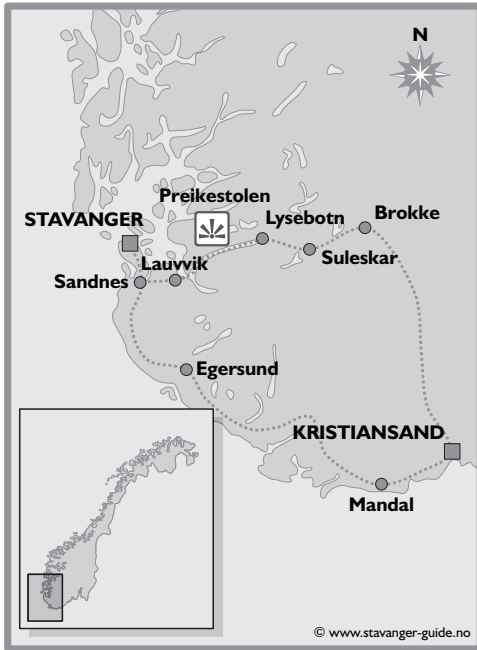 N
Preikestolen
STAVANGER
Lysebotn
Brokke
Lauvvik
Suleskar
Sandnes
Egersund
KRISTIANSAND
Mandal
© www.stavanger-guide.no